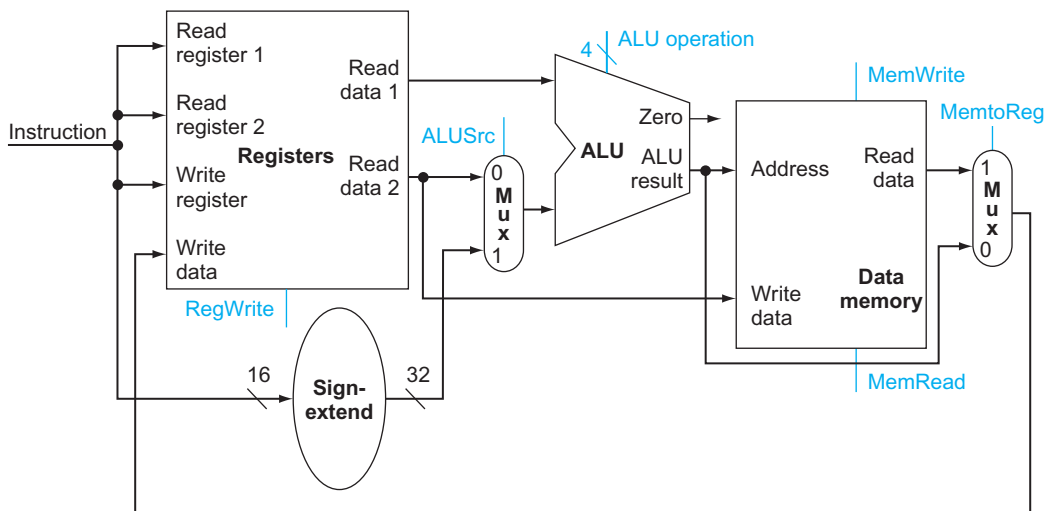 Instruction
Read
register 1
Read
register 2
Write
register
Write
data
Registers
Read
data 1
Read
data 2
RegWrite
16
Sign-
extend
32
ALUSrc
0
Mux
1
4
ALU operation
Zero
ALU
ALU
result
MemWrite
Address
Read
data
Write
data
Data
memory
MemRead
MemtoReg
1
Mux
0